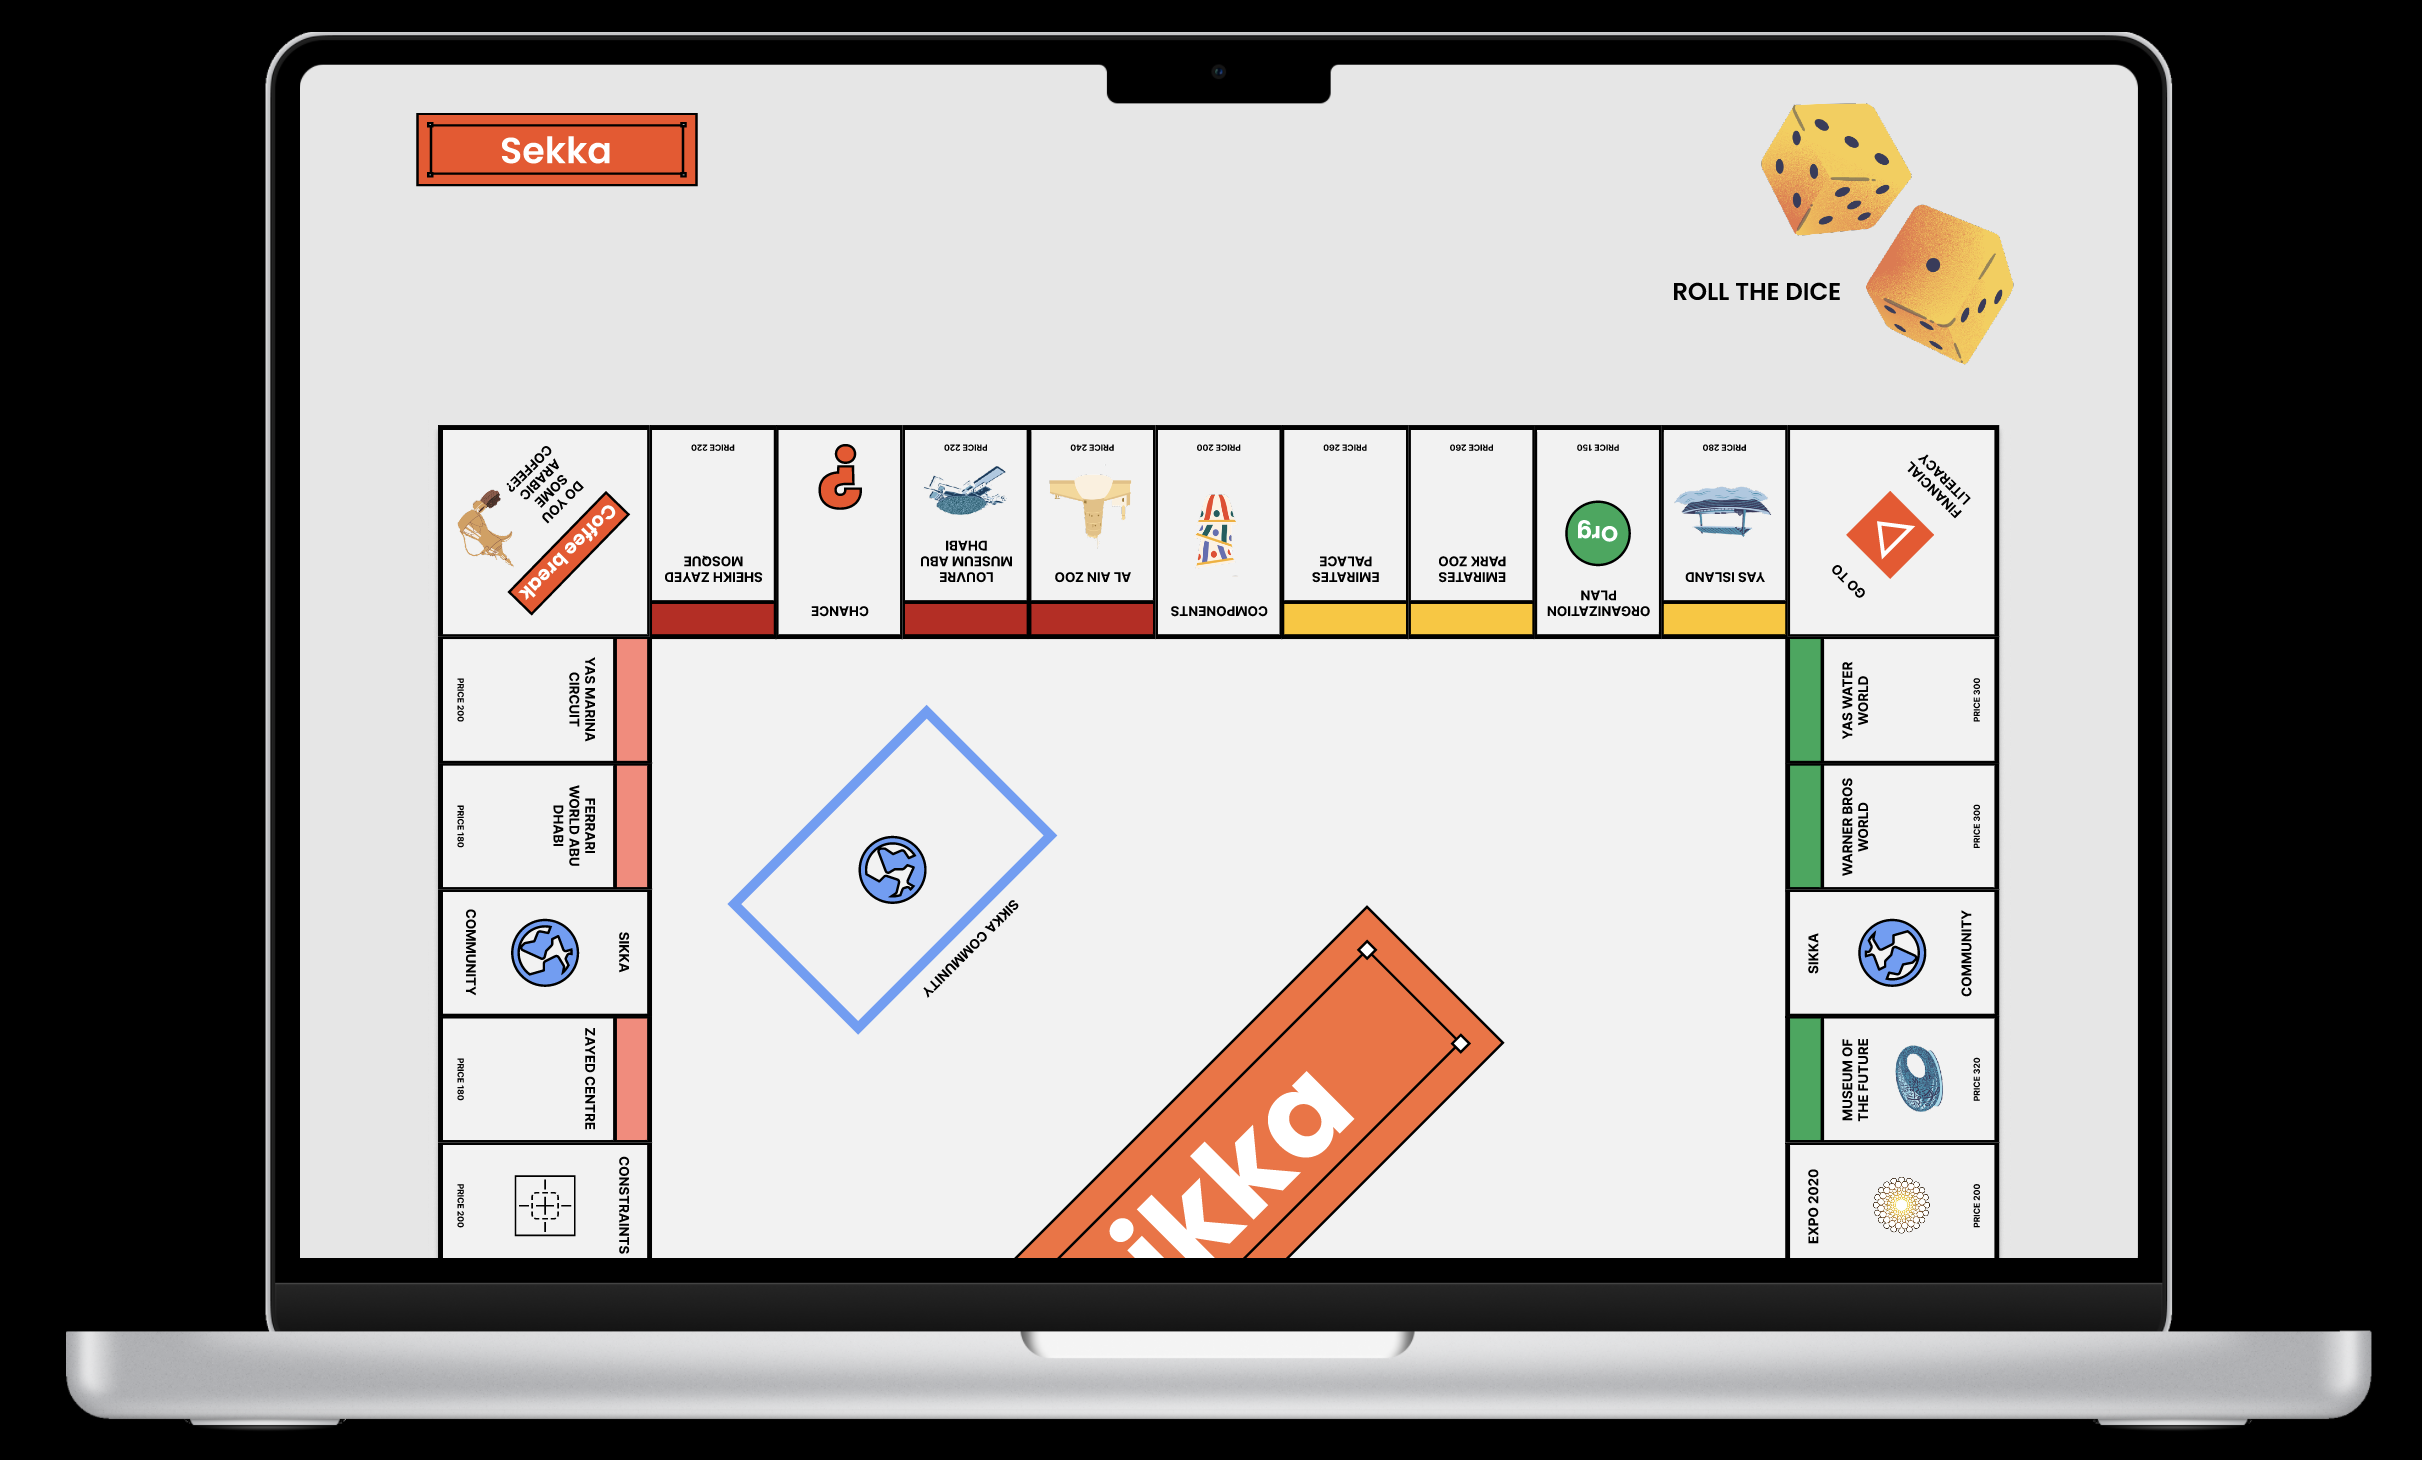 Sekka
ROLL THE DICE
DO YOU
SOME
ARABIC
COFFEE?
Coffee break
PRICE 220
SHEIKH ZAYED
MOSQUE
CHANCE
PRICE 220
LOUVRE
MUSEUM ABU
DHABI
PRICE 240
AL AIN ZOO
PRICE 200
COMPONENTS
PRICE 260
EMIRATES
PALACE
PRICE 260
EMIRATES
PARK ZOO
PRICE 150
Org
ORGANIZATION
PLAN
PRICE 280
YAS ISLAND
GO TO
FINANCIAL
LITERACY
YAS MARINA
CIRCUIT
PRICE 200
FERRARI
WORLD ABU
DHABI
PRICE 180
SIKKA
COMMUNITY
ZAYED CENTRE
PRICE 180
CONSTRAINTS
PRICE 200
SIKKA COMMUNITY
ikka
YAS WATER
WORLD
PRICE 300
WARNER BROS
WORLD
PRICE 300
SIKKA
COMMUNITY
MUSEUM OF
THE FUTURE
PRICE 320
EXPO 2020
PRICE 200